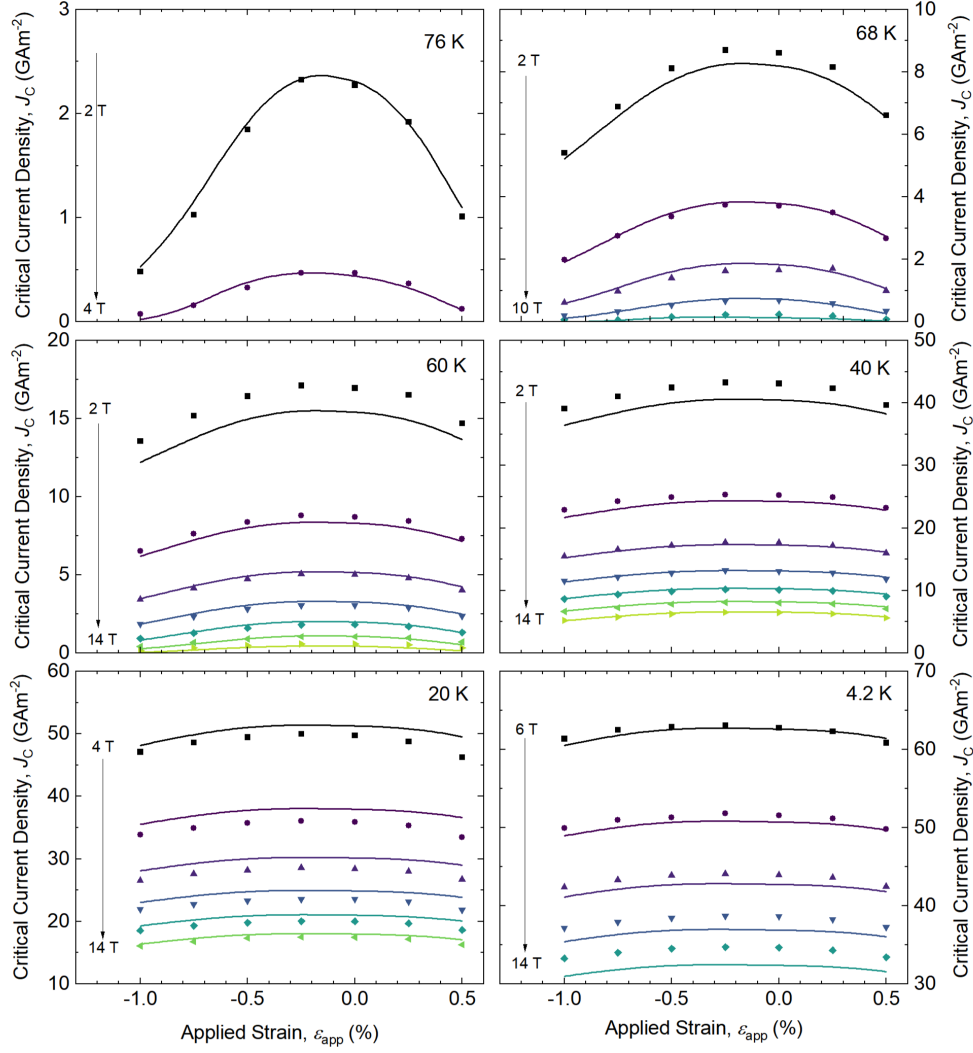 3
2
1
0
Critical Current Density, J_C (GAm⁻²)
76 K
2 T
4 T
10
8
6
4
2
0
Critical Current Density, J_C (GAm⁻²)
68 K
2 T
10 T
20
15
10
5
0
Critical Current Density, J_C (GAm⁻²)
60 K
2 T
14 T
50
40
30
20
10
0
Critical Current Density, J_C (GAm⁻²)
40 K
2 T
14 T
60
50
40
30
20
10
Critical Current Density, J_C (GAm⁻²)
20 K
4 T
14 T
-1.0 -0.5 0.0 0.5
Applied Strain, ε_app (%)
70
60
50
40
30
Critical Current Density, J_C (GAm⁻²)
4.2 K
6 T
14 T
-1.0 -0.5 0.0 0.5
Applied Strain, ε_app (%)